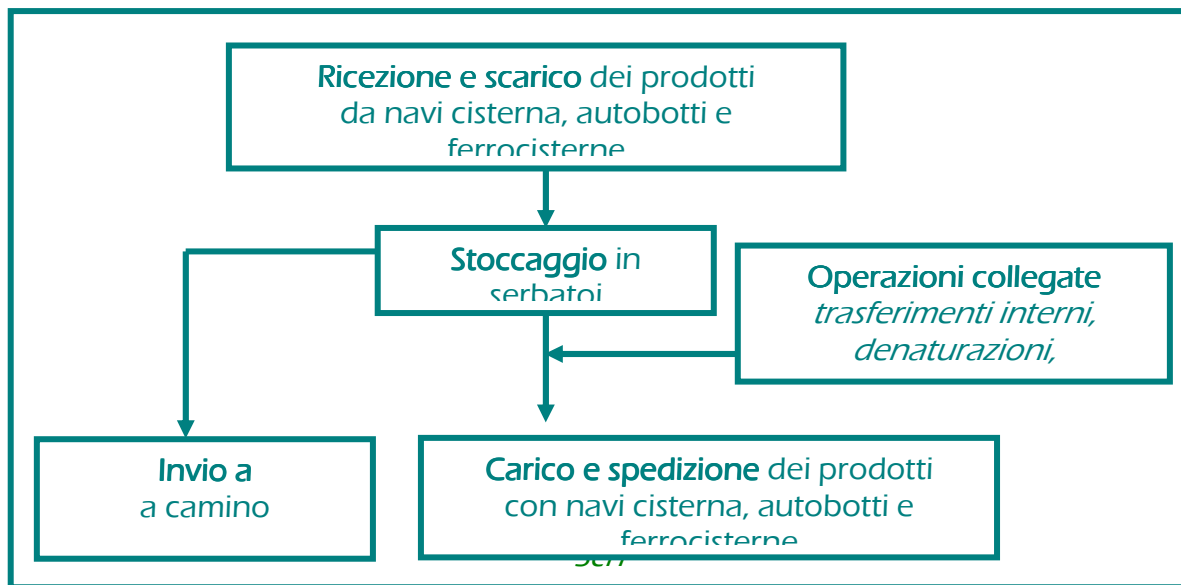 Ricezione e scarico dei prodotti
da navi cisterna, autobotti e
ferrocisterne
Stoccaggio in
serbatoi
Operazioni collegate
trasferimenti interni,
denaturazioni,
Invio a
a camino
Carico e spedizione dei prodotti
con navi cisterna, autobotti e
ferrocisterne